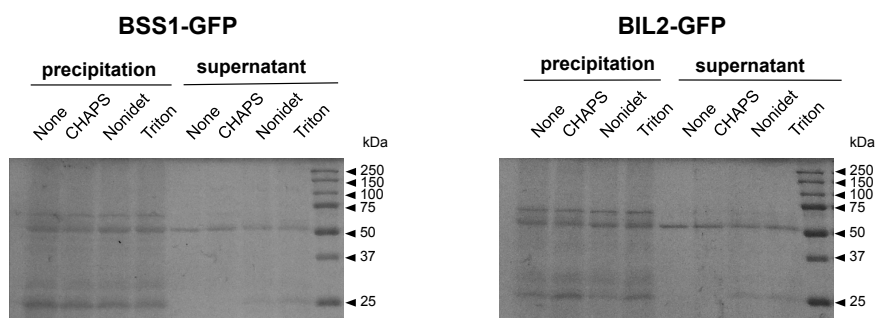 BSS1-GFP
precipitation supernatant
None CHAPS Nonidet Triton None CHAPS Nonidet Triton
kDa
250
150
100
75
50
37
25
BIL2-GFP
precipitation supernatant
None CHAPS Nonidet Triton None CHAPS Nonidet Triton
kDa
250
150
100
75
50
37
25